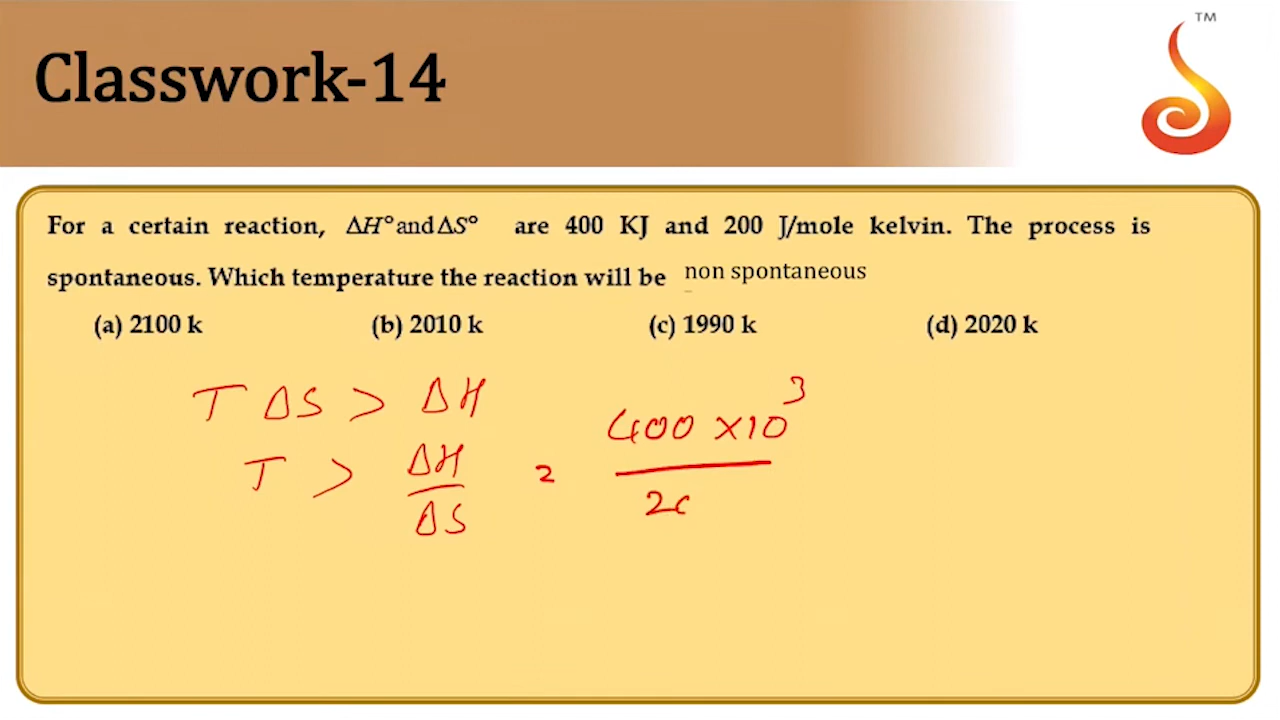 TM
Classwork-14
For a certain reaction, ΔH° and ΔS° are 400 KJ and 200 J/mole kelvin. The process is
spontaneous. Which temperature the reaction will be non spontaneous
(a) 2100 k (b) 2010 k (c) 1990 k (d) 2020 k
T ΔS > ΔH
T > ΔH/ΔS = 400 × 10³/20